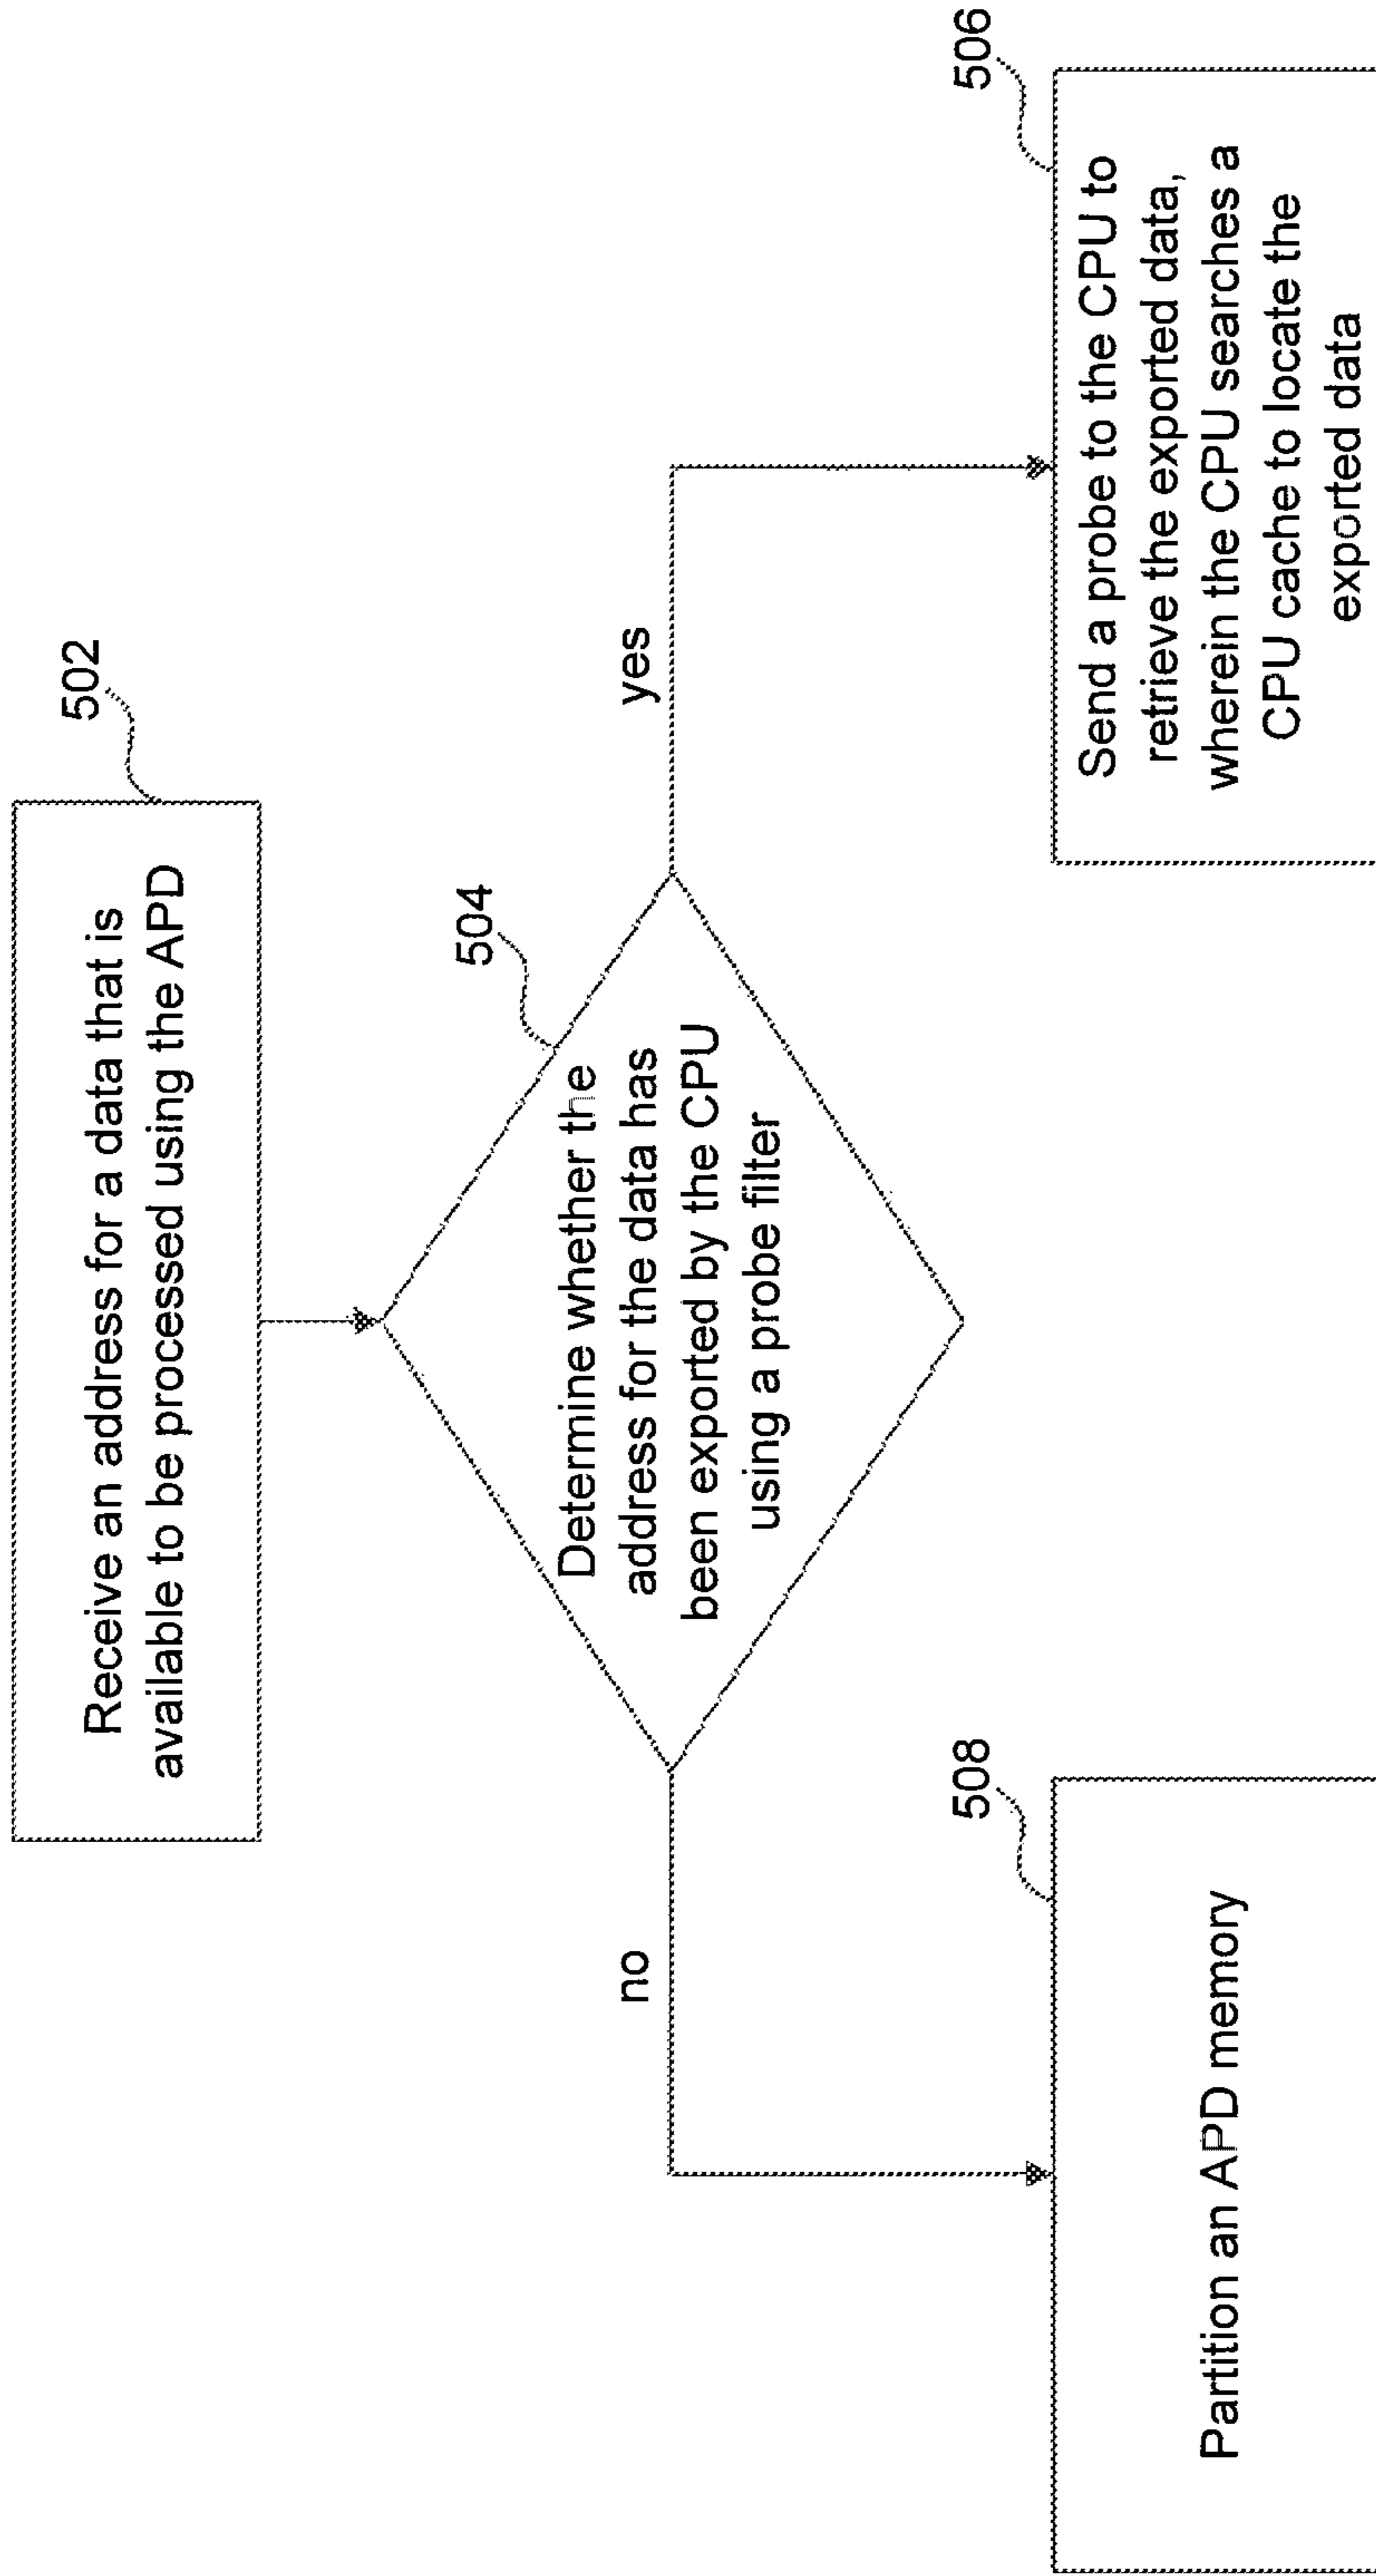 502
Receive an address for a data that is
available to be processed using the APD
504
Determine whether the
address for the data has
been exported by the CPU
using a probe filter
no
yes
508
Partition an APD memory
506
Send a probe to the CPU to
retrieve the exported data,
wherein the CPU searches a
CPU cache to locate the
exported data